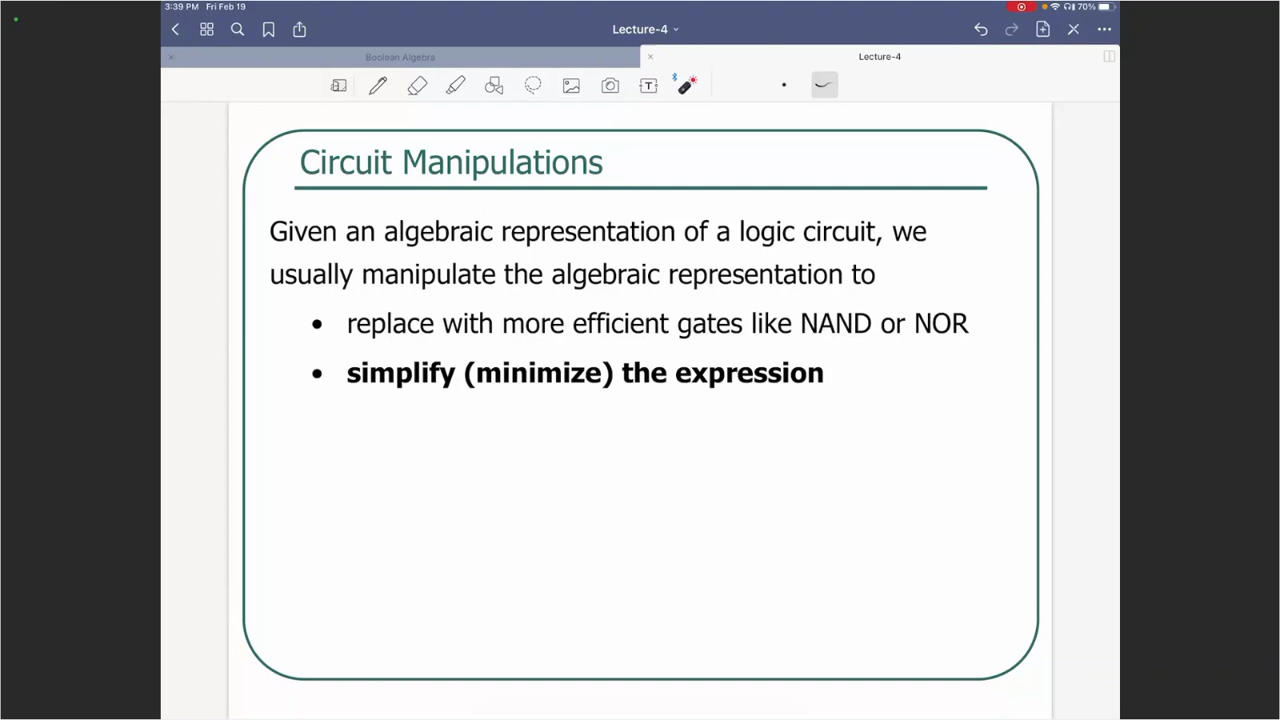 3:39 PM Fri Feb 19
70%
Lecture-4
Boolean Algebra
Lecture-4
T
Circuit Manipulations
Given an algebraic representation of a logic circuit, we
usually manipulate the algebraic representation to
• replace with more efficient gates like NAND or NOR
• simplify (minimize) the expression